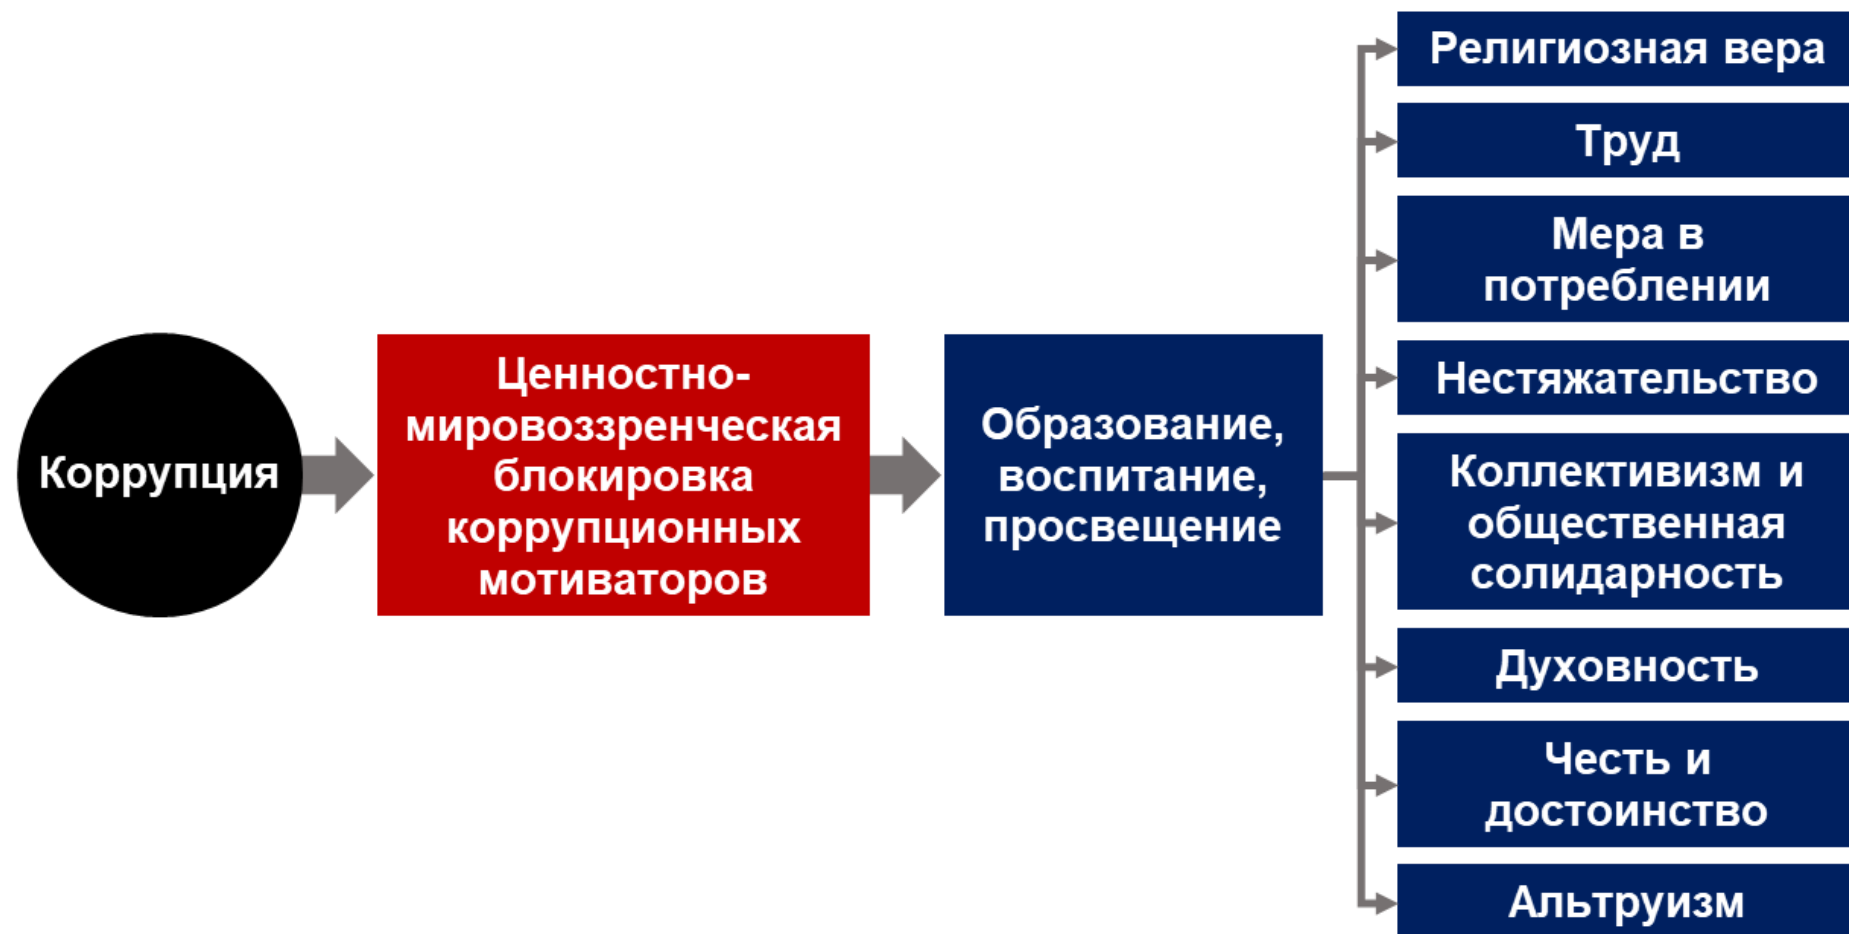 Коррупция
Ценностно-
мировоззренческая
блокировка
коррупционных
мотиваторов
Образование,
воспитание,
просвещение
Религиозная вера
Труд
Мера в
потреблении
Нестяжательство
Коллективизм и
общественная
солидарность
Духовность
Честь и
достоинство
Альтруизм